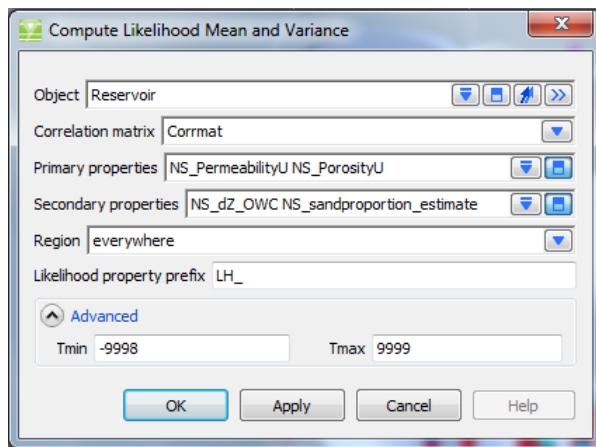 Compute Likelihood Mean and Variance
Object Reservoir
Correlation matrix Corrmat
Primary properties NS_PermeabilityU NS_PorosityU
Secondary properties NS_dZ_OWC NS_sandproportion_estimate
Region everywhere
Likelihood property prefix LH_
Advanced
Tmin -9998 Tmax 9999
OK Apply Cancel Help